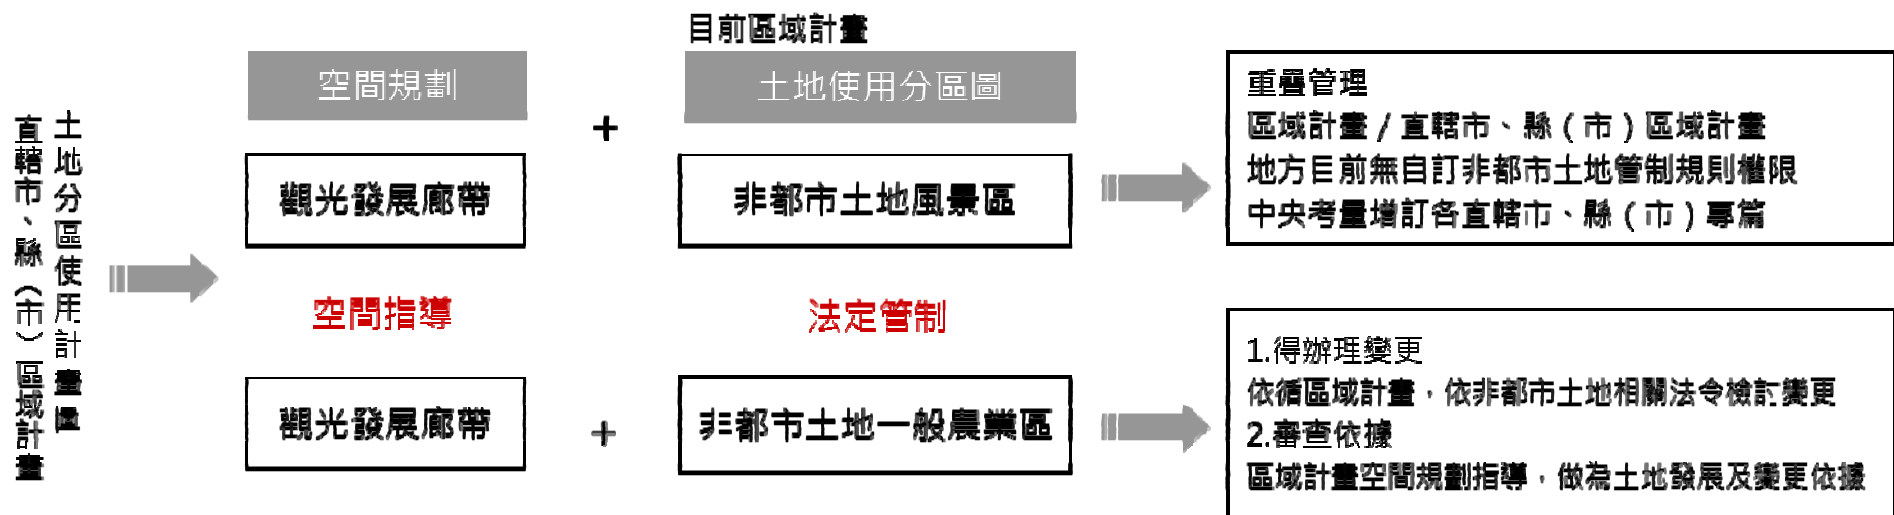 直轄市、縣（市）區域計畫
土地分區使用計畫圖
目前區域計畫
空間規劃
+
土地使用分區圖
觀光發展廊帶
非都市土地風景區
重疊管理
區域計畫/直轄市、縣(市)區域計畫
地方目前無自訂非都市土地管制規則權限
中央考量增訂各直轄市、縣(市)專篇
空間指導
法定管制
觀光發展廊帶
+
非都市土地一般農業區
1.得辦理變更
依循區域計畫，依非都市土地相關法令檢討變更
2.審查依據
區域計畫空間規劃指導，做為土地發展及變更依據